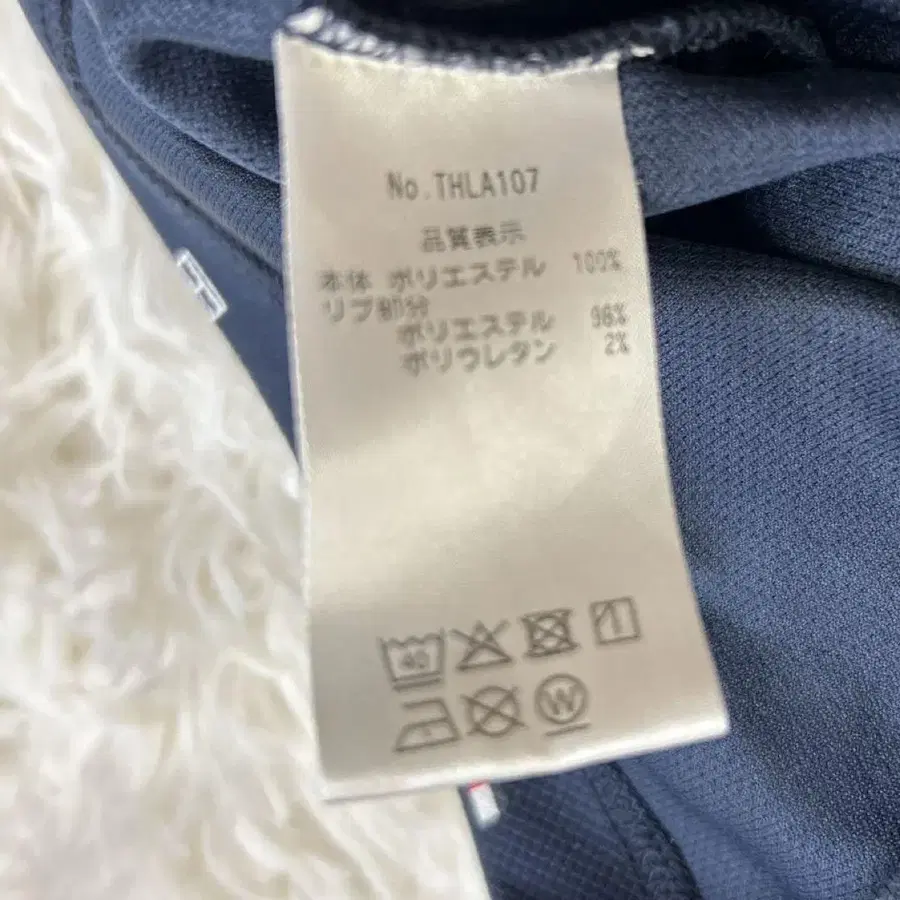 No.THLA107
品質表示
本体 ポリエステル 100%
リブ部分
ポリエステル 98%
ポリウレタン 2%
40
W